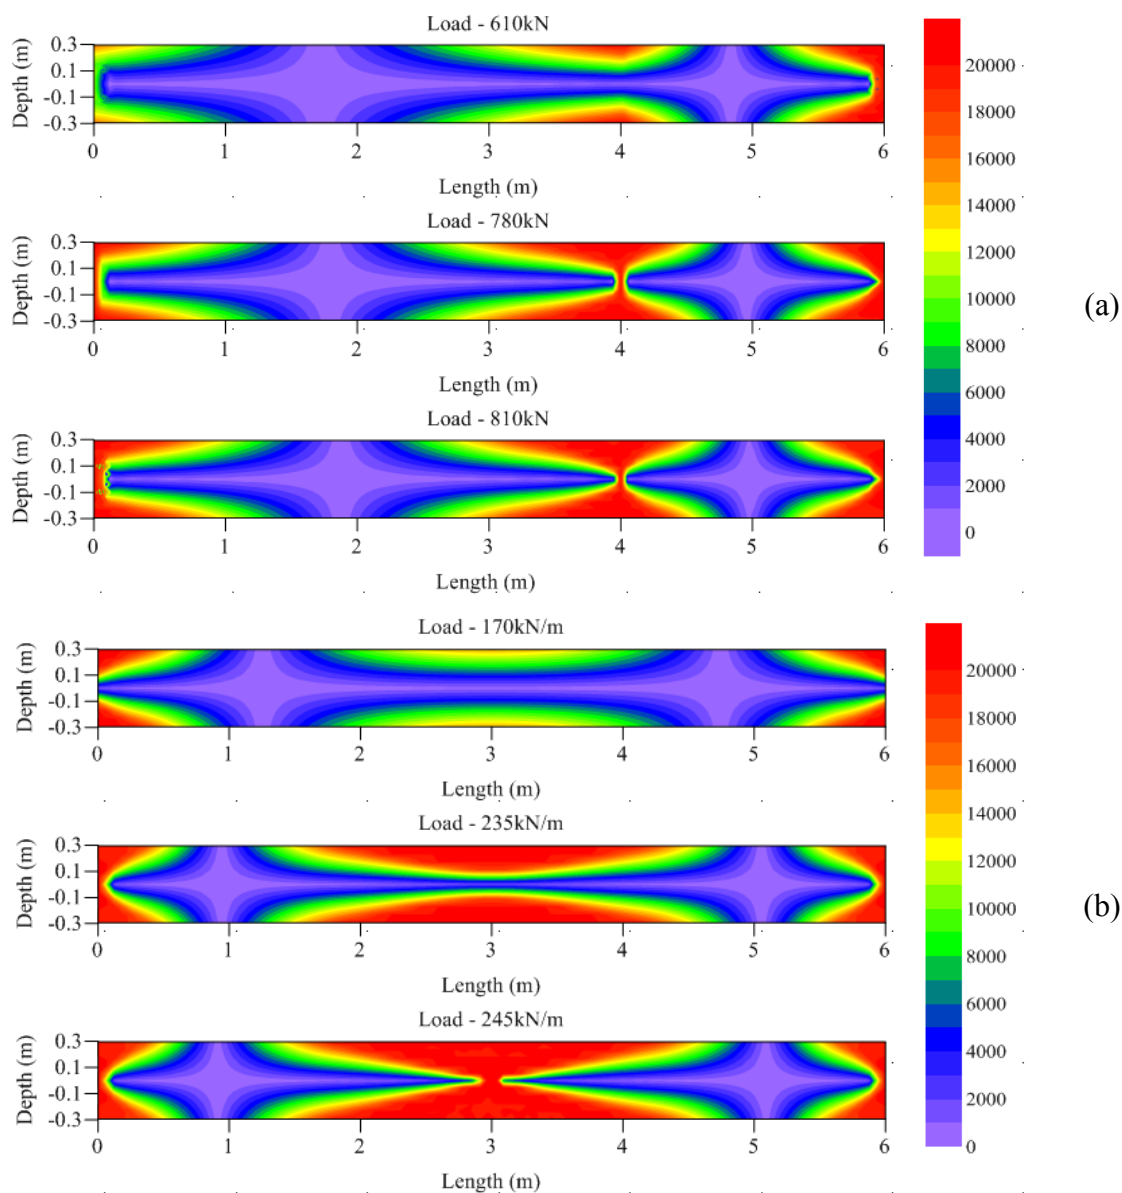 Load - 610kN
Depth (m)
0.3
0.1
-0.1
-0.3
0 1 2 3 4 5 6
Length (m)
Load - 780kN
Depth (m)
0.3
0.1
-0.1
-0.3
0 1 2 3 4 5 6
Length (m)
Load - 810kN
Depth (m)
0.3
0.1
-0.1
-0.3
0 1 2 3 4 5 6
Length (m)
20000
18000
16000
14000
12000
10000
8000
6000
4000
2000
0
(a)
Load - 170kN/m
Depth (m)
0.3
0.1
-0.1
-0.3
0 1 2 3 4 5 6
Length (m)
Load - 235kN/m
Depth (m)
0.3
0.1
-0.1
-0.3
0 1 2 3 4 5 6
Length (m)
Load - 245kN/m
Depth (m)
0.3
0.1
-0.1
-0.3
0 1 2 3 4 5 6
Length (m)
20000
18000
16000
14000
12000
10000
8000
6000
4000
2000
0
(b)